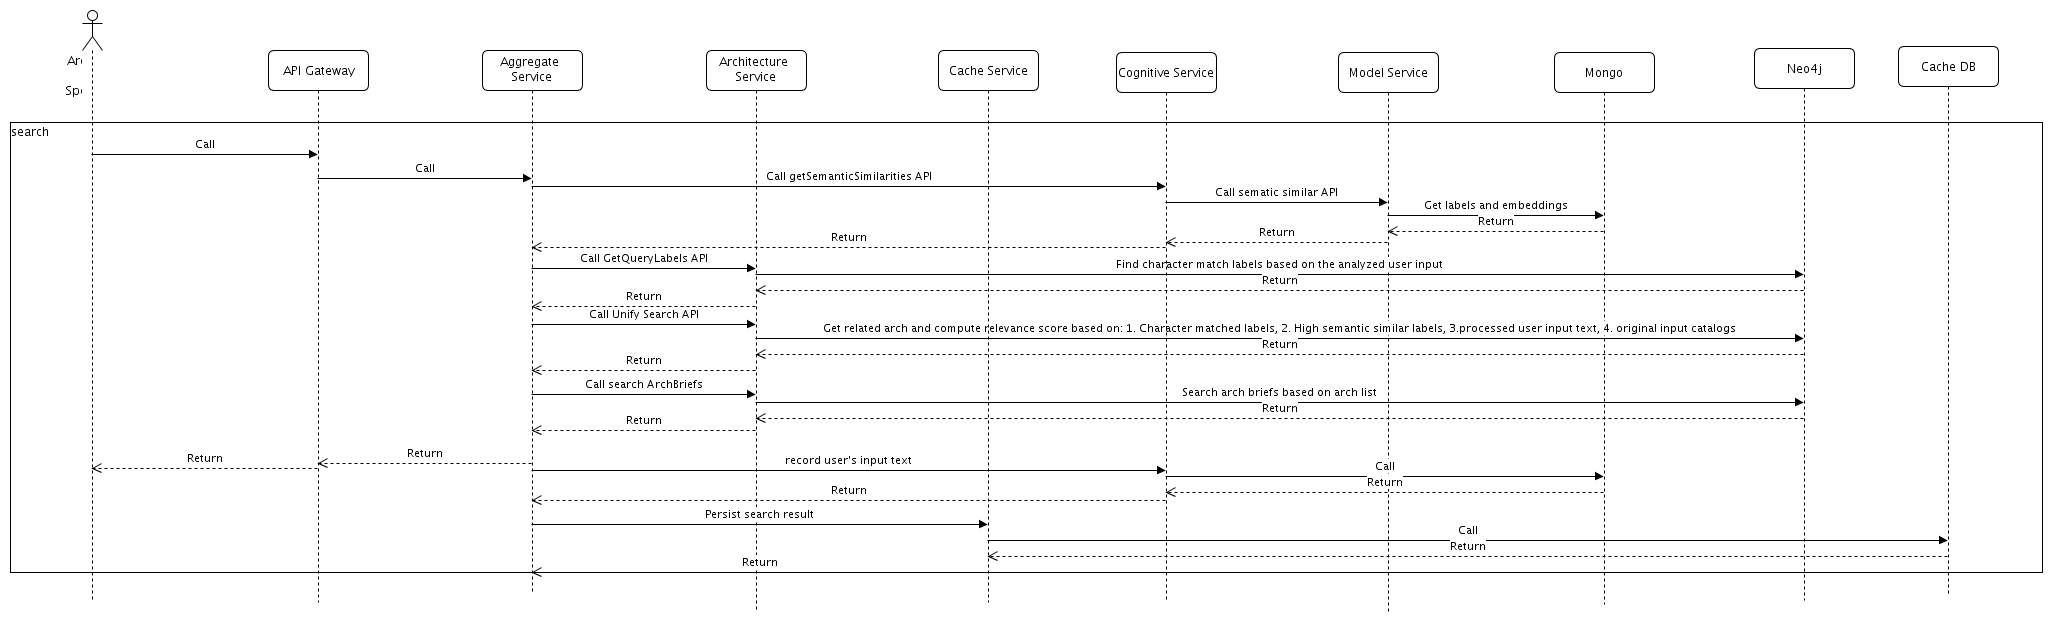 API Gateway
Aggregate
Service
Architecture
Service
Cache Service
Cognitive Service
Model Service
Mongo
Neo4j
Cache DB
search
Call
Call
Call getSemanticSimilarities API
Call sematic similar API
Get labels and embeddings
Return
Return
Return
Call GetQueryLabels API
Find character match labels based on the analyzed user input
Return
Return
Call Unify Search API
Get related arch and compute relevance score based on: 1. Character matched labels, 2. High semantic similar labels, 3.processed user input text, 4. original input catalogs
Return
Return
Call search ArchBriefs
Search arch briefs based on arch list
Return
Return
Return
Return
record user's input text
Call
Return
Return
Persist search result
Call
Return
Return